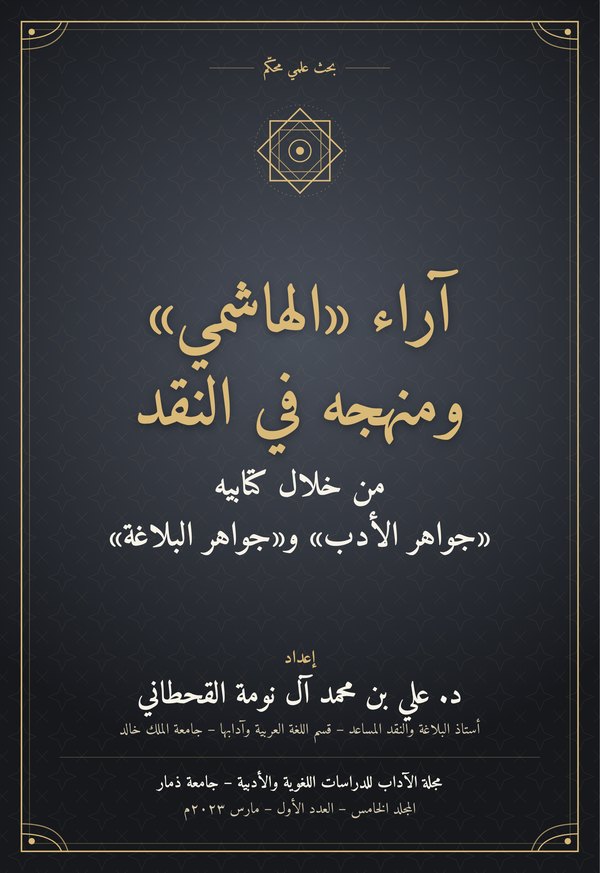 بحث علمي محكّم
آراء «الهاشمي»
ومنهجه في النقد
من خلال كتابيه
«جواهر الأدب» و«جواهر البلاغة»
إعداد
د. علي بن محمد آل نومة القحطاني
أستاذ البلاغة والنقد المساعد – قسم اللغة العربية وآدابها – جامعة الملك خالد
مجلة الآداب للدراسات اللغوية والأدبية – جامعة ذمار
المجلد الخامس – العدد الأول – مارس ٢٠٢٣م